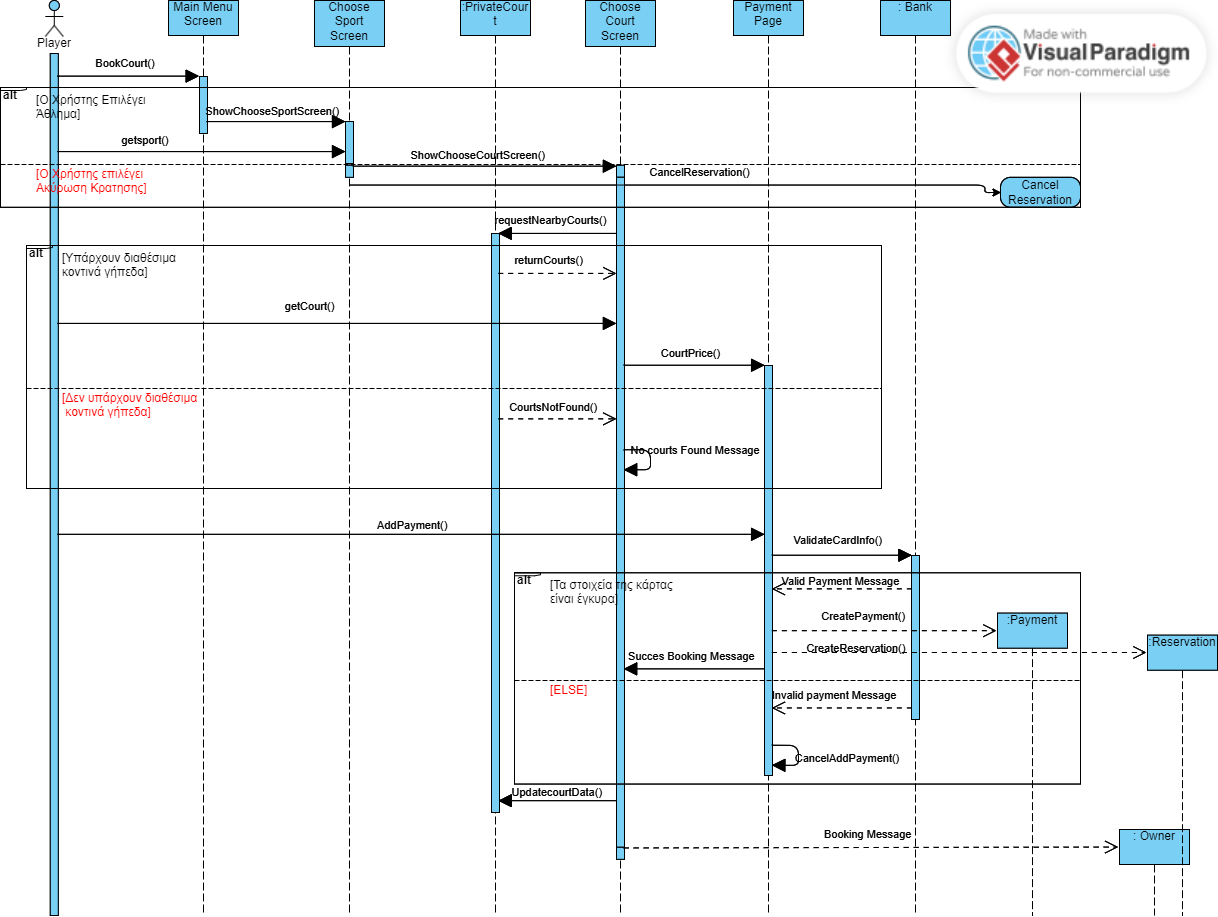 Main Menu
Screen
Choose
Sport
Screen
:PrivateCour
t
Choose
Court
Screen
Payment
Page
: Bank
Made with
Visual Paradigm
For non-commercial use
Player
BookCourt()
alt
[Ο Χρήστης Επιλέγει
Άθλημα]
ShowChooseSportScreen()
getsport()
ShowChooseCourtScreen()
[Ο Χρήστης επιλέγει
Ακύρωση Κρατησης]
CancelReservation()
Cancel
Reservation
requestNearbyCourts()
alt
[Υπάρχουν διαθέσιμα
κοντινά γήπεδα]
returnCourts()
getCourt()
CourtPrice()
[Δεν υπάρχουν διαθέσιμα
κοντινά γήπεδα]
CourtsNotFound()
No courts Found Message
AddPayment()
ValidateCardInfo()
alt
[Τα στοιχεία της κάρτας
είναι έγκυρα]
Valid Payment Message
CreatePayment()
:Payment
CreateReservation()
:Reservation
Succes Booking Message
[ELSE]
Invalid payment Message
CancelAddPayment()
UpdatecourtData()
Booking Message
: Owner